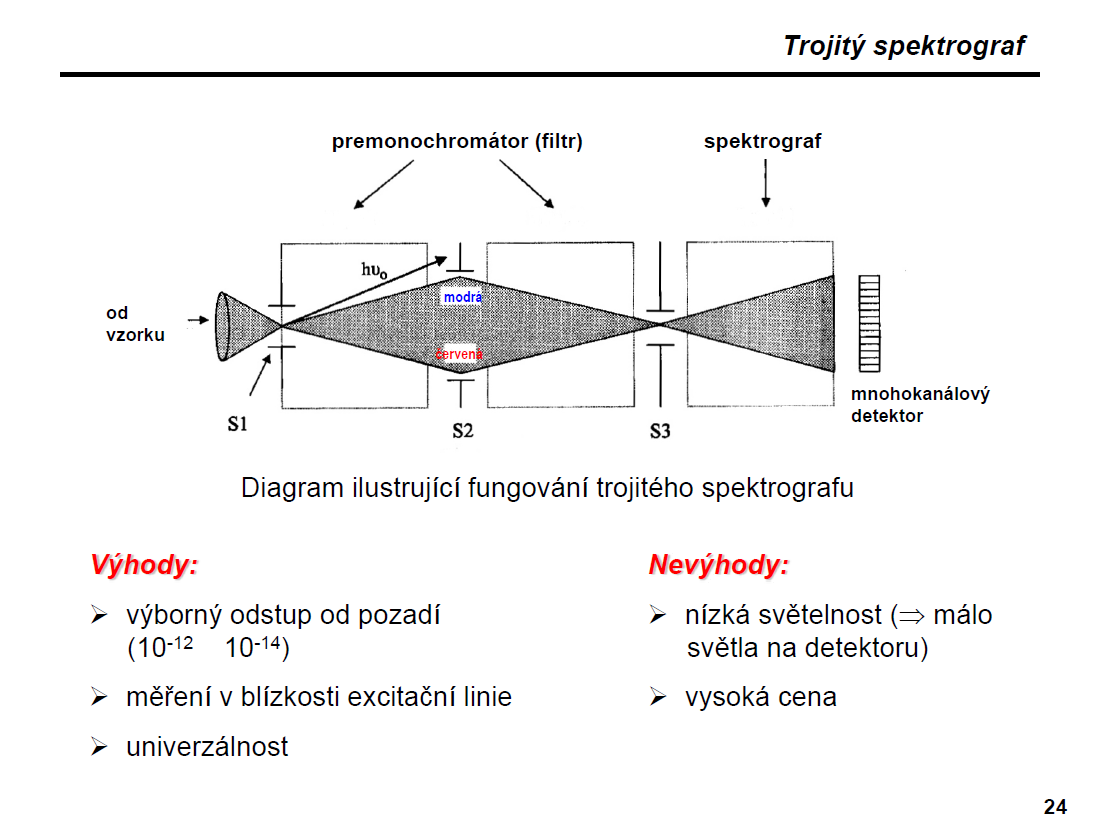 Trojitý spektrograf
premonochromátor (filtr)
spektrograf
hυ₀
modrá
od
vzorku
červená
mnohokanálový
detektor
S1
S2
S3
Diagram ilustrující fungování trojitého spektrografu
Výhody:
➢ výborný odstup od pozadí
(10⁻¹² 10⁻¹⁴)
➢ měření v blízkosti excitační linie
➢ univerzálnost
Nevýhody:
➢ nízká světelnost (⇒ málo
světla na detektoru)
➢ vysoká cena
24